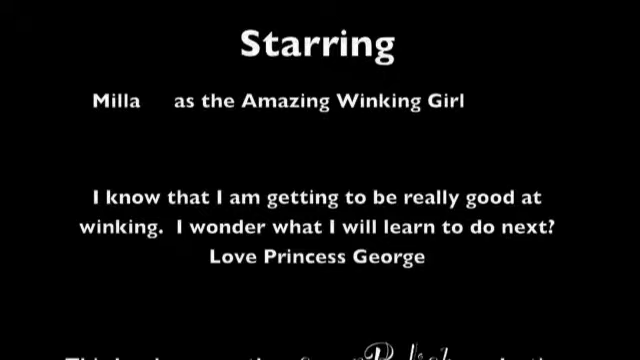 Starring
Milla as the Amazing Winking Girl
I know that I am getting to be really good at
winking. I wonder what I will learn to do next?
Love Princess George